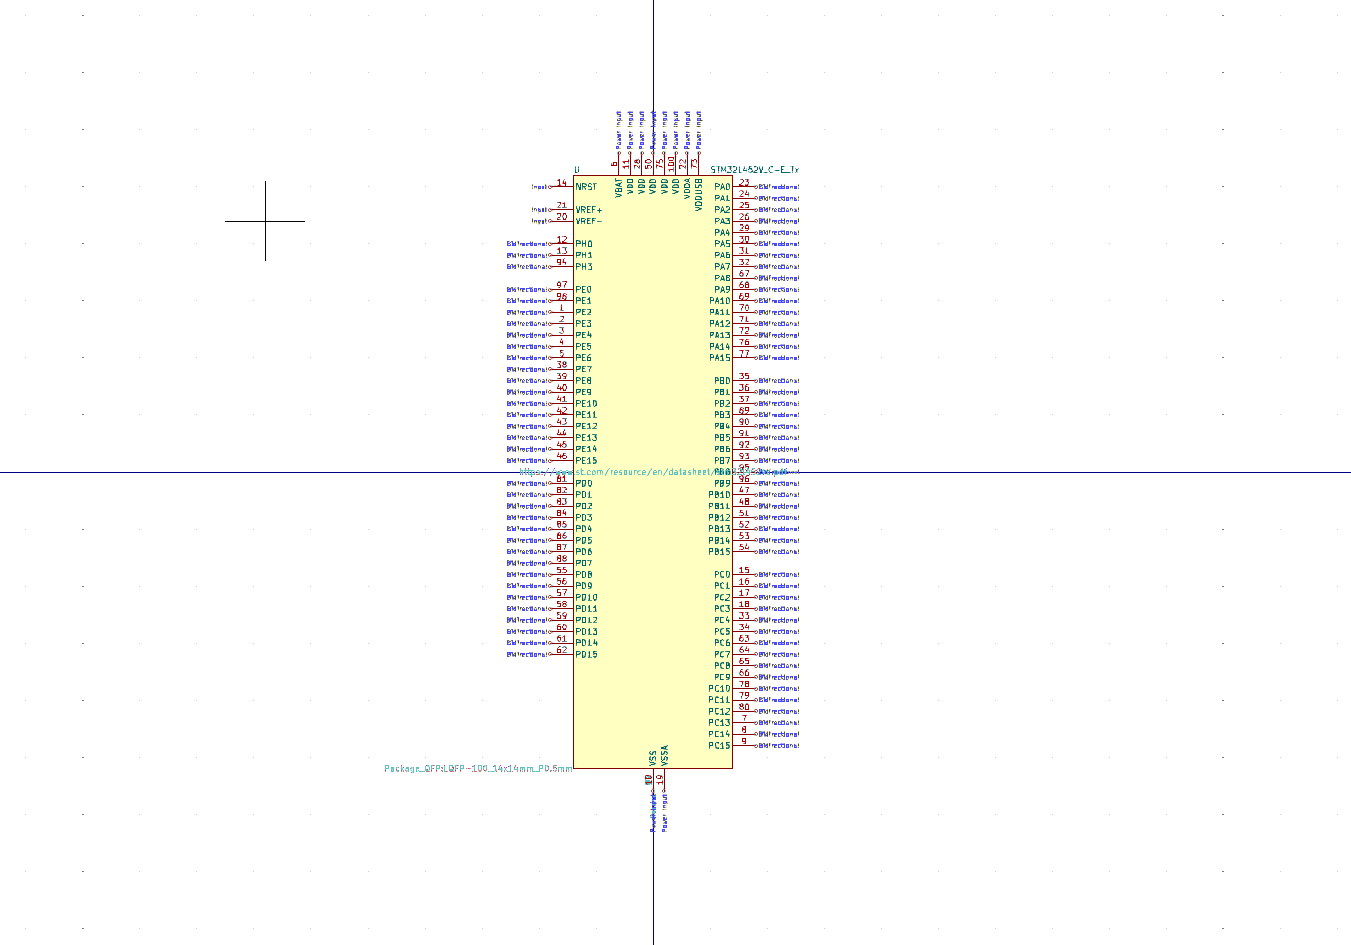 Power Input Power Input Power Input Power Input Power Input Power Input Power Input Power Input
6 11 28 50 75 100 22 73
U STM32L452V_C-E_Tx
VBAT VDD VDD VDD VDD VDD VDDA VDDUSB
Input 14 NRST PA0 23 Bidirectional
PA1 24 Bidirectional
Input 21 VREF+ PA2 25 Bidirectional
Input 20 VREF- PA3 26 Bidirectional
PA4 29 Bidirectional
Bidirectional 12 PH0 PA5 30 Bidirectional
Bidirectional 13 PH1 PA6 31 Bidirectional
Bidirectional 94 PH3 PA7 32 Bidirectional
PA8 67 Bidirectional
Bidirectional 97 PE0 PA9 68 Bidirectional
Bidirectional 98 PE1 PA10 69 Bidirectional
Bidirectional 1 PE2 PA11 70 Bidirectional
Bidirectional 2 PE3 PA12 71 Bidirectional
Bidirectional 3 PE4 PA13 72 Bidirectional
Bidirectional 4 PE5 PA14 76 Bidirectional
Bidirectional 5 PE6 PA15 77 Bidirectional
Bidirectional 38 PE7
Bidirectional 39 PE8 PB0 35 Bidirectional
Bidirectional 40 PE9 PB1 36 Bidirectional
Bidirectional 41 PE10 PB2 37 Bidirectional
Bidirectional 42 PE11 PB3 89 Bidirectional
Bidirectional 43 PE12 PB4 90 Bidirectional
Bidirectional 44 PE13 PB5 91 Bidirectional
Bidirectional 45 PE14 PB6 92 Bidirectional
Bidirectional 46 PE15 PB7 93 Bidirectional
PB8 95
Bidirectional 81 PD0 PB9 96 Bidirectional
Bidirectional 82 PD1 PB10 47 Bidirectional
Bidirectional 83 PD2 PB11 48 Bidirectional
Bidirectional 84 PD3 PB12 51 Bidirectional
Bidirectional 85 PD4 PB13 52 Bidirectional
Bidirectional 86 PD5 PB14 53 Bidirectional
Bidirectional 87 PD6 PB15 54 Bidirectional
Bidirectional 88 PD7
Bidirectional 55 PD8 PC0 15 Bidirectional
Bidirectional 56 PD9 PC1 16 Bidirectional
Bidirectional 57 PD10 PC2 17 Bidirectional
Bidirectional 58 PD11 PC3 18 Bidirectional
Bidirectional 59 PD12 PC4 33 Bidirectional
Bidirectional 60 PD13 PC5 34 Bidirectional
Bidirectional 61 PD14 PC6 63 Bidirectional
Bidirectional 62 PD15 PC7 64 Bidirectional
PC8 65 Bidirectional
PC9 66 Bidirectional
PC10 78 Bidirectional
PC11 79 Bidirectional
PC12 80 Bidirectional
PC13 7 Bidirectional
PC14 8 Bidirectional
PC15 9 Bidirectional
VSS VSSA
Package_QFP:LQFP-100_14x14mm_P0.5mm
19
Power Input